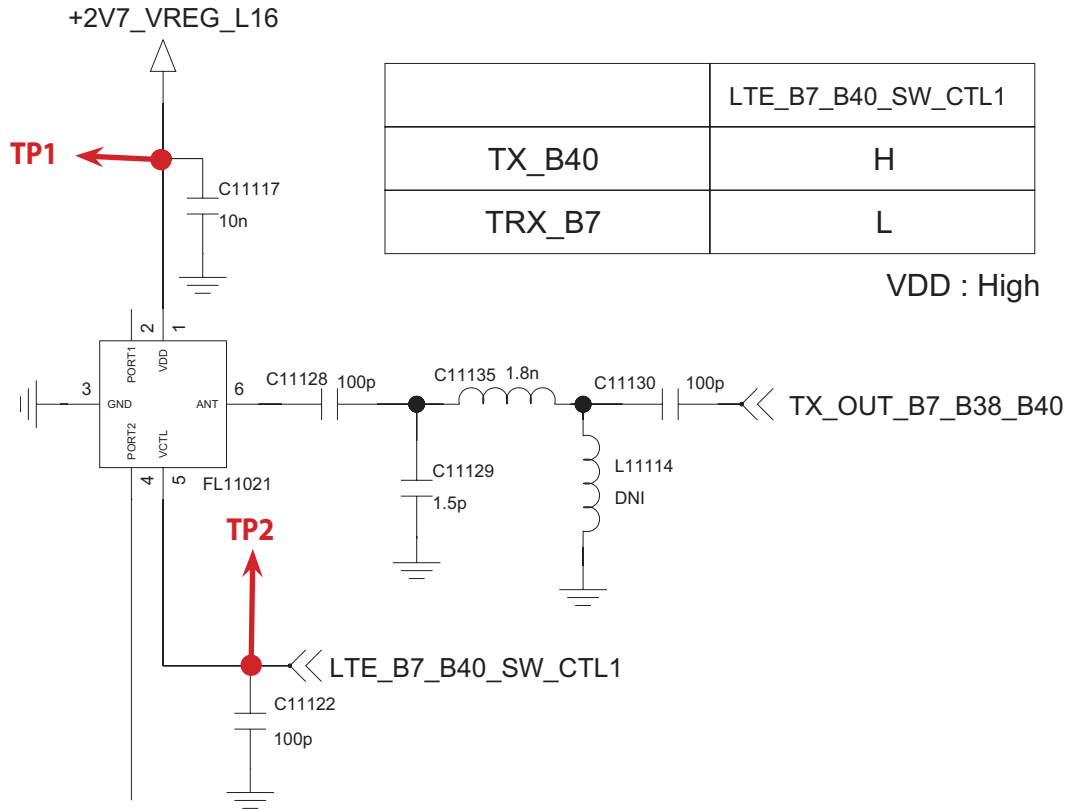 +2V7_VREG_L16
LTE_B7_B40_SW_CTL1
TX_B40 H
TRX_B7 L
VDD : High
TP1
C11117
10n
2 1
PORT1 VDD
3 GND ANT 6
PORT2 VCTL
4 5
FL11021
C11128 100p
C11135 1.8n
C11130 100p
TX_OUT_B7_B38_B40
C11129
1.5p
L11114
DNI
TP2
LTE_B7_B40_SW_CTL1
C11122
100p